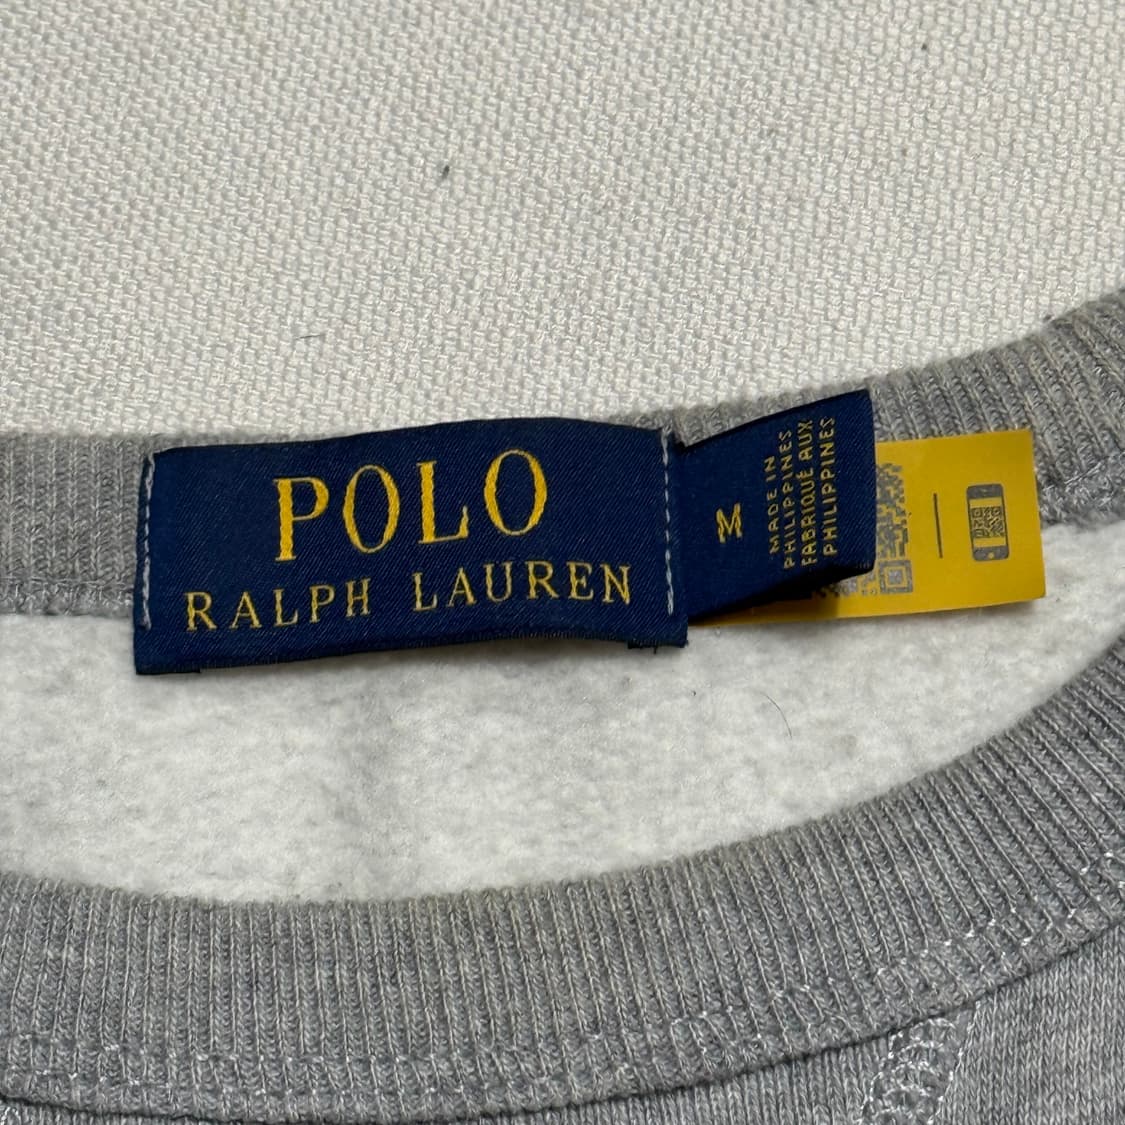 POLO
RALPH LAUREN
M
MADE IN
PHILIPPINES
FABRIQUÉ AUX
PHILIPPINES